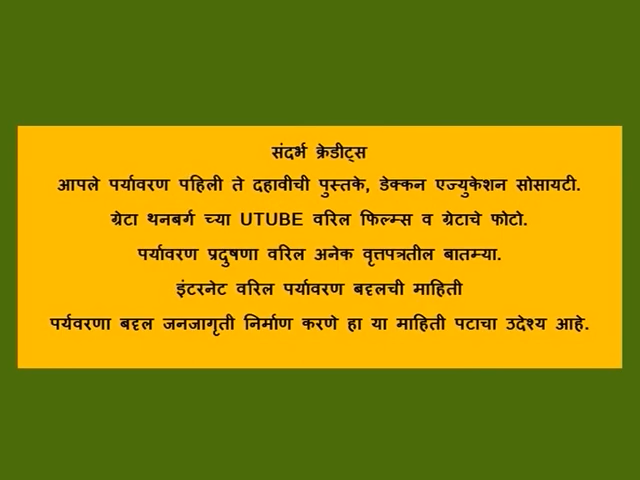 संदर्भ क्रेडीट्स
आपले पर्यावरण पहिली ते दहावीची पुस्तके, डेक्कन एज्युकेशन सोसायटी.
ग्रेटा थनबर्ग च्या UTUBE वरिल फिल्म्स व ग्रेटाचे फोटो.
पर्यावरण प्रदुषणा वरिल अनेक वृत्तपत्रतील बातम्या.
इंटरनेट वरिल पर्यावरण बद्दलची माहिती
पर्यवरणा बद्दल जनजागृती निर्माण करणे हा या माहिती पटाचा उदेश्य आहे.